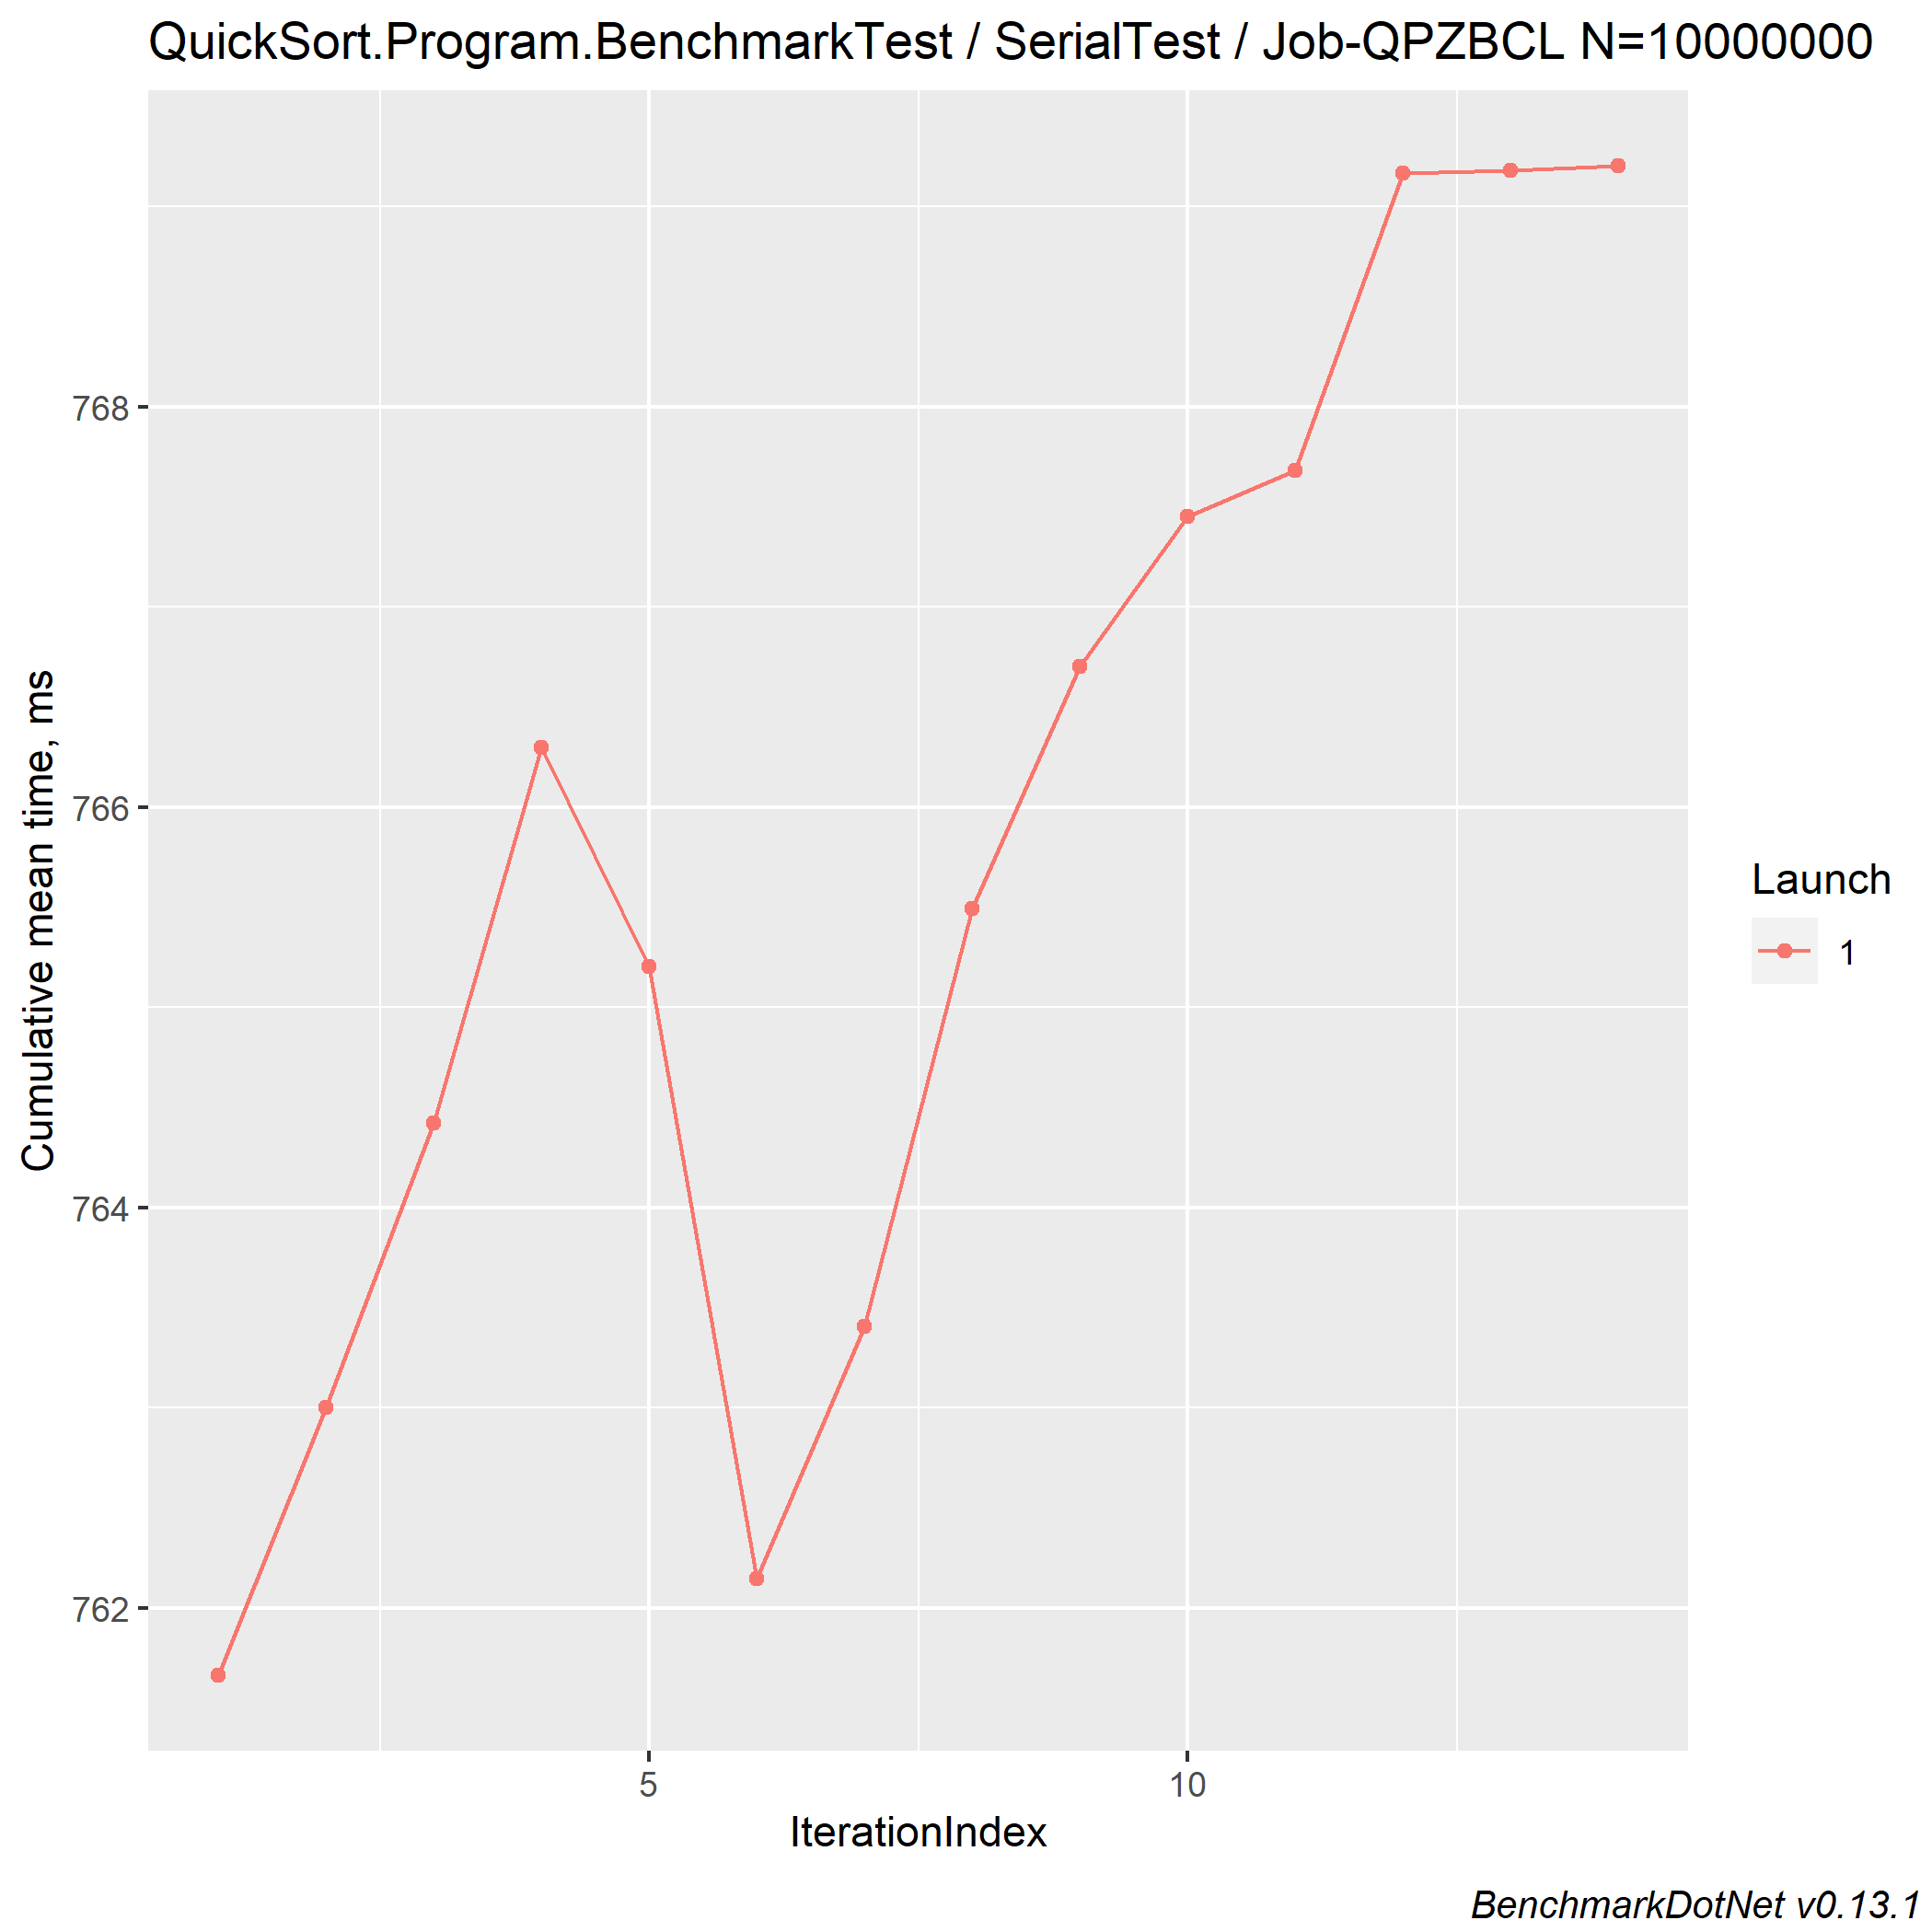 QuickSort.Program.BenchmarkTest / SerialTest / Job-QPZBCL N=10000000
Cumulative mean time, ms
768
766
764
762
5
10
IterationIndex
Launch
1
BenchmarkDotNet v0.13.1